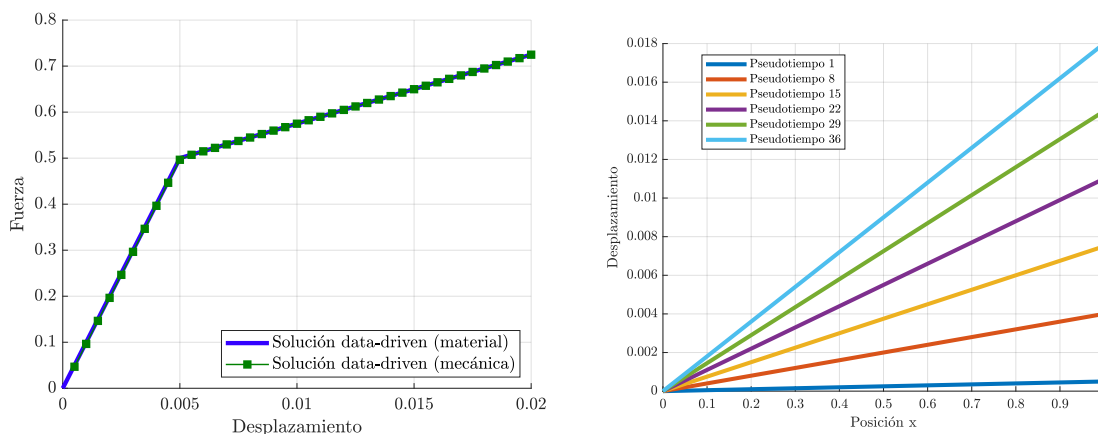 0.8
0.7
0.6
0.5
0.4
0.3
0.2
0.1
0
Fuerza
0 0.005 0.01 0.015 0.02
Desplazamiento
Solución data-driven (material)
Solución data-driven (mecánica)
0.018
0.016
0.014
0.012
0.01
0.008
0.006
0.004
0.002
0
Desplazamiento
Pseudotiempo 1
Pseudotiempo 8
Pseudotiempo 15
Pseudotiempo 22
Pseudotiempo 29
Pseudotiempo 36
0 0.1 0.2 0.3 0.4 0.5 0.6 0.7 0.8 0.9
Posición x